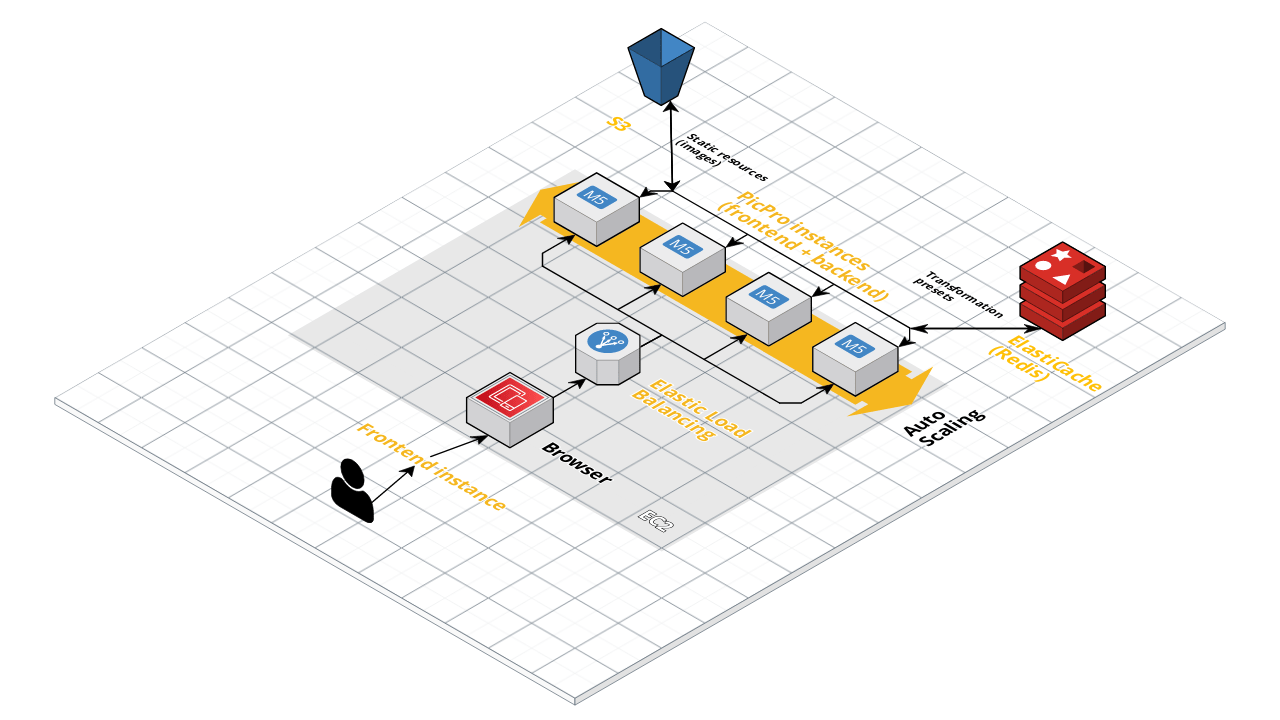 S3
Static resources
(images)
M5
PicPro instances
(frontend + backend)
M5
Transformation
presets
M5
M5
ElastiCache
(Redis)
Elastic Load
Balancing
Auto
Scaling
Frontend instance
Browser
EC2